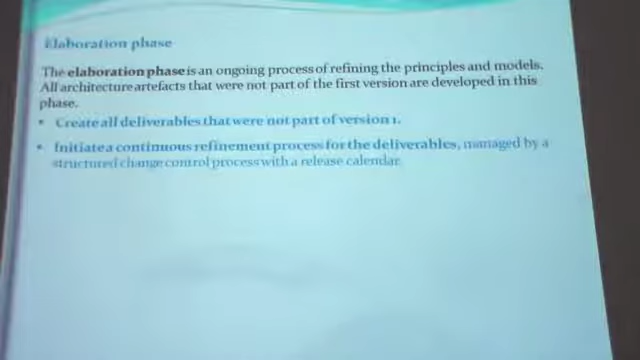 Elaboration phase
The elaboration phase is an ongoing process of refining the principles and models.
All architecture artefacts that were not part of the first version are developed in this
phase.
• Create all deliverables that were not part of version 1.
• Initiate a continuous refinement process for the deliverables, managed by a
structured change control process with a release calendar.